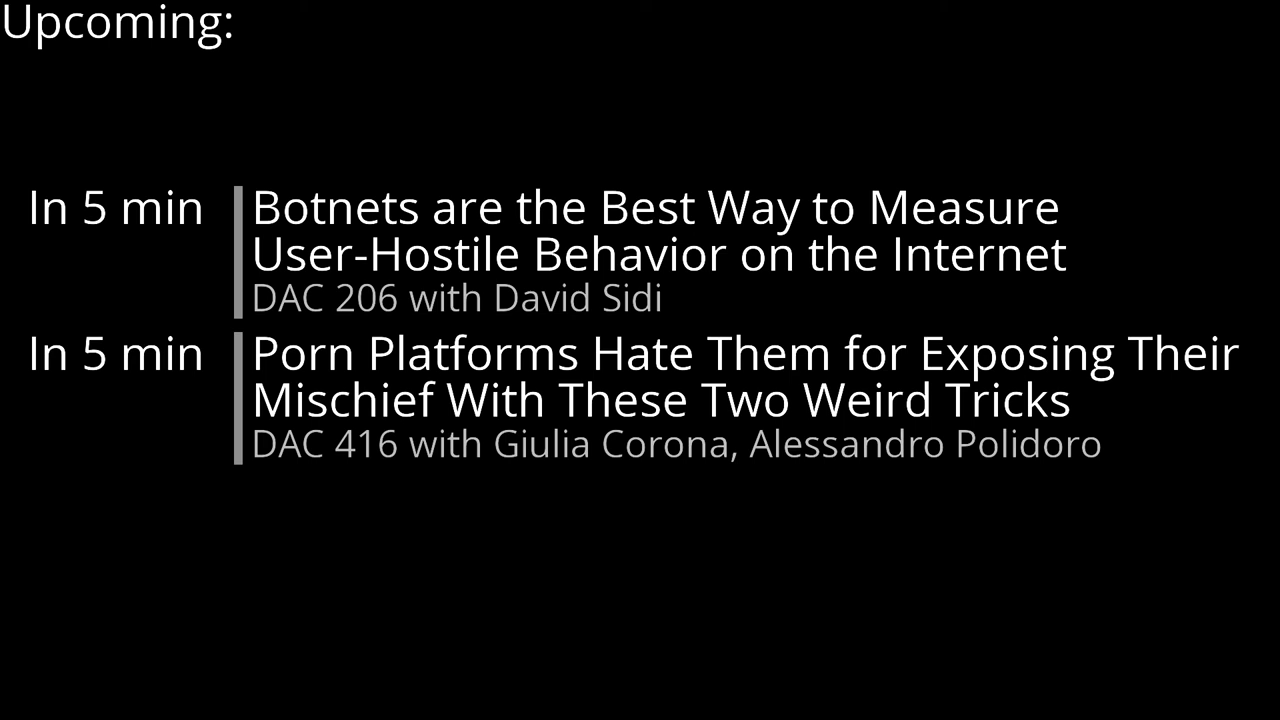 Upcoming:
In 5 min
Botnets are the Best Way to Measure
User-Hostile Behavior on the Internet
DAC 206 with David Sidi
In 5 min
Porn Platforms Hate Them for Exposing Their
Mischief With These Two Weird Tricks
DAC 416 with Giulia Corona, Alessandro Polidoro